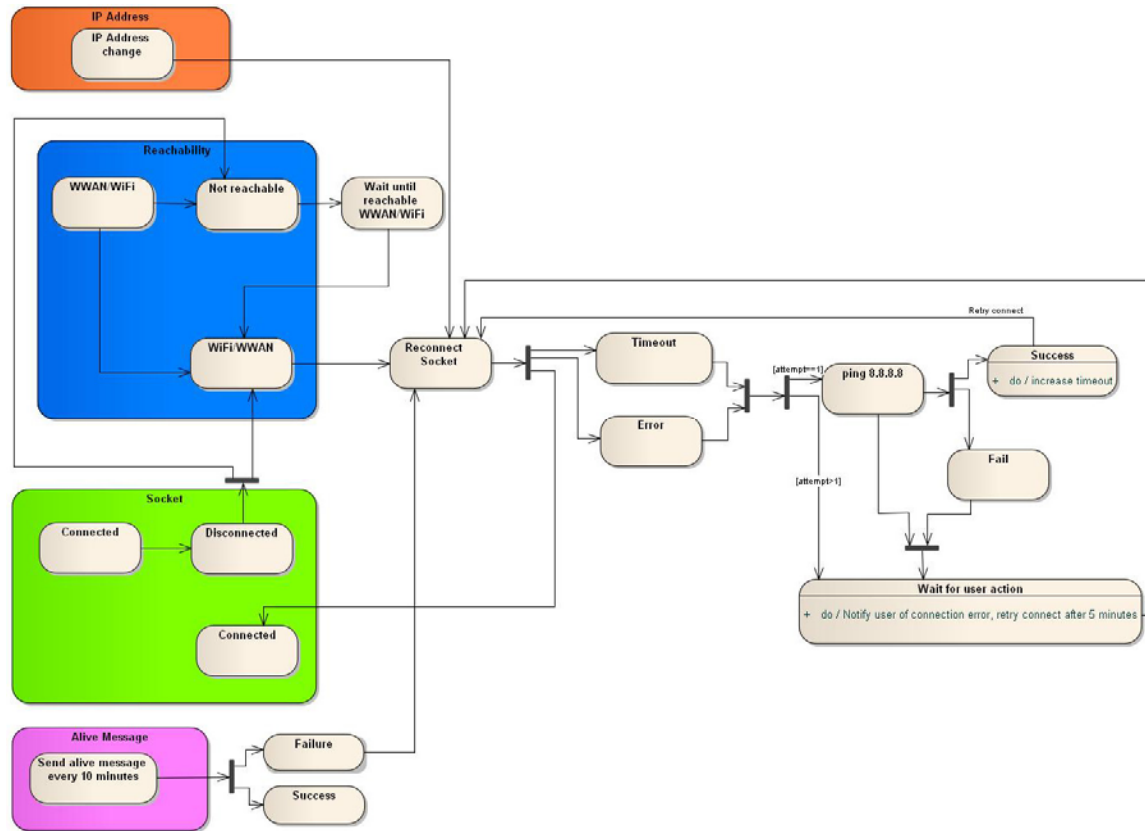 IP Address
IP Address
change
Reachability
WWAN/WiFi
Not reachable
Wait until
reachable
WWAN/WiFi
WiFi/WWAN
Reconnect
Socket
Timeout
Error
[attempt==1]
[attempt>1]
ping 8.8.8.8
Retry connect
Success
+ do / increase timeout
Fail
Wait for user action
+ do / Notify user of connection error, retry connect after 5 minutes
Socket
Connected
Disconnected
Connected
Alive Message
Send alive message
every 10 minutes
Failure
Success